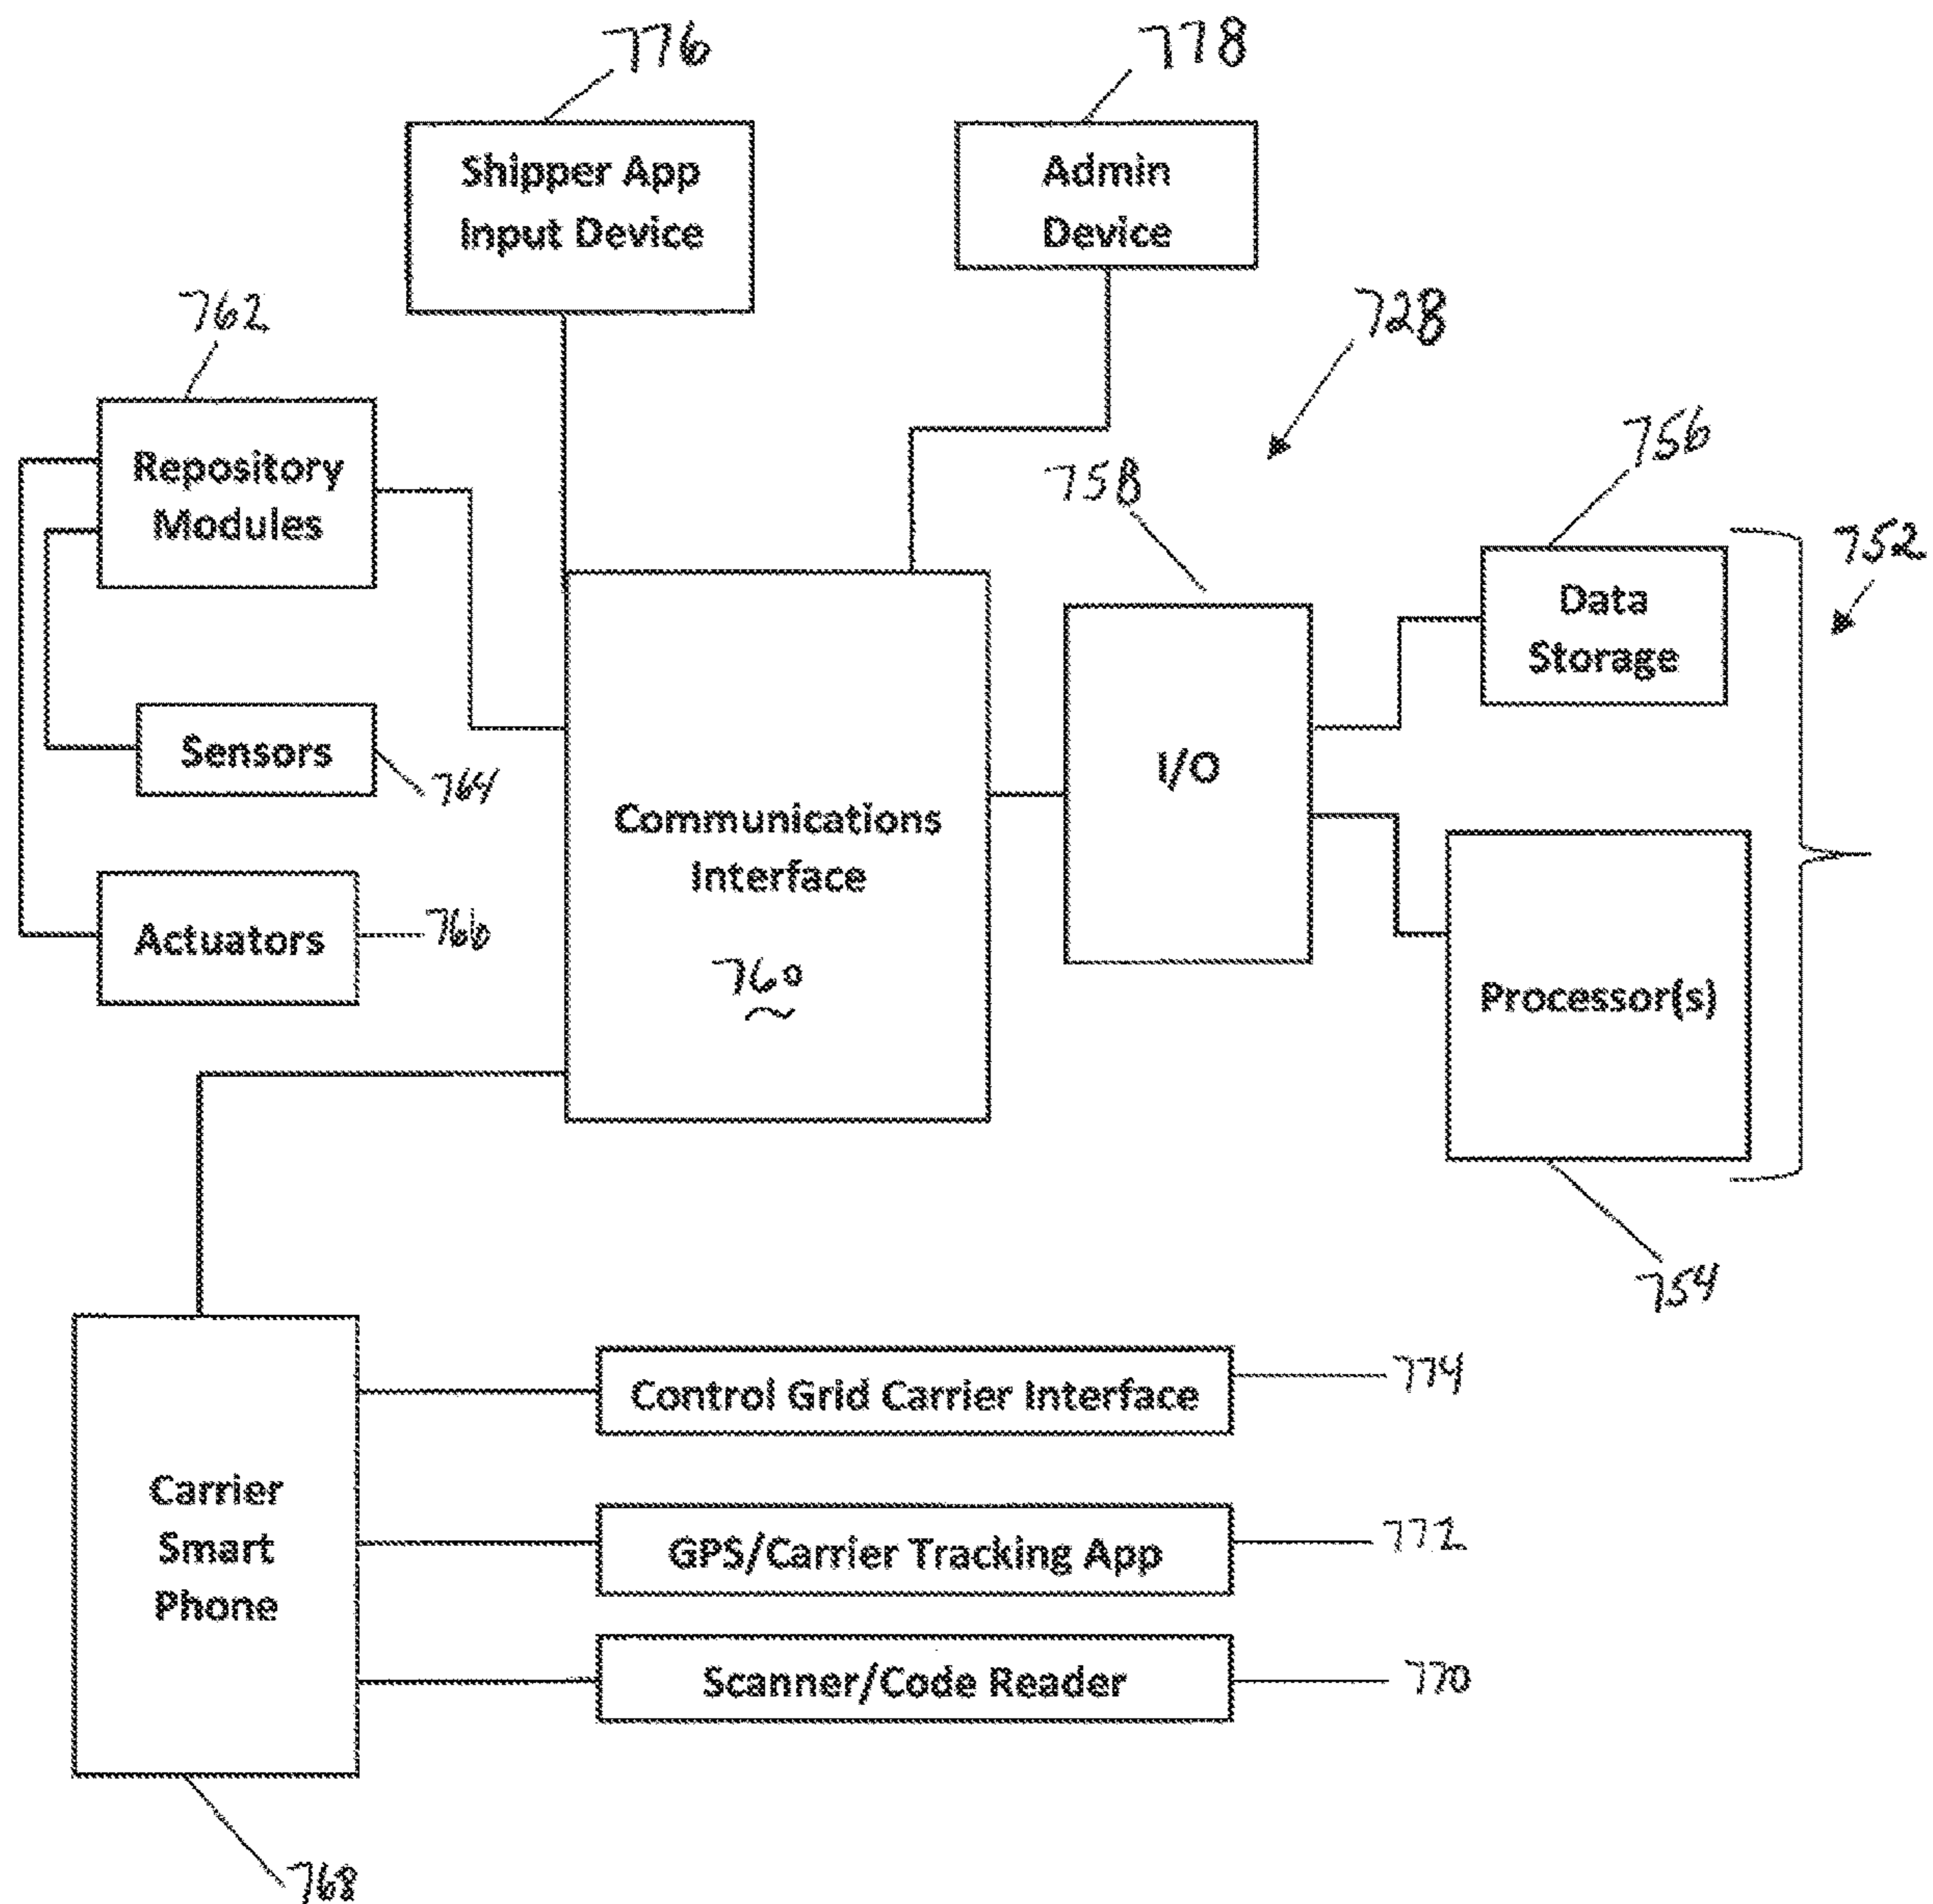 776
778
Shipper App
Input Device
Admin
Device
762
728
Repository
Modules
758
756
752
Data
Storage
Sensors
764
I/O
Communications
Interface
760
Actuators
766
Processor(s)
754
Carrier
Smart
Phone
Control Grid Carrier Interface
774
GPS/Carrier Tracking App
772
Scanner/Code Reader
770
768